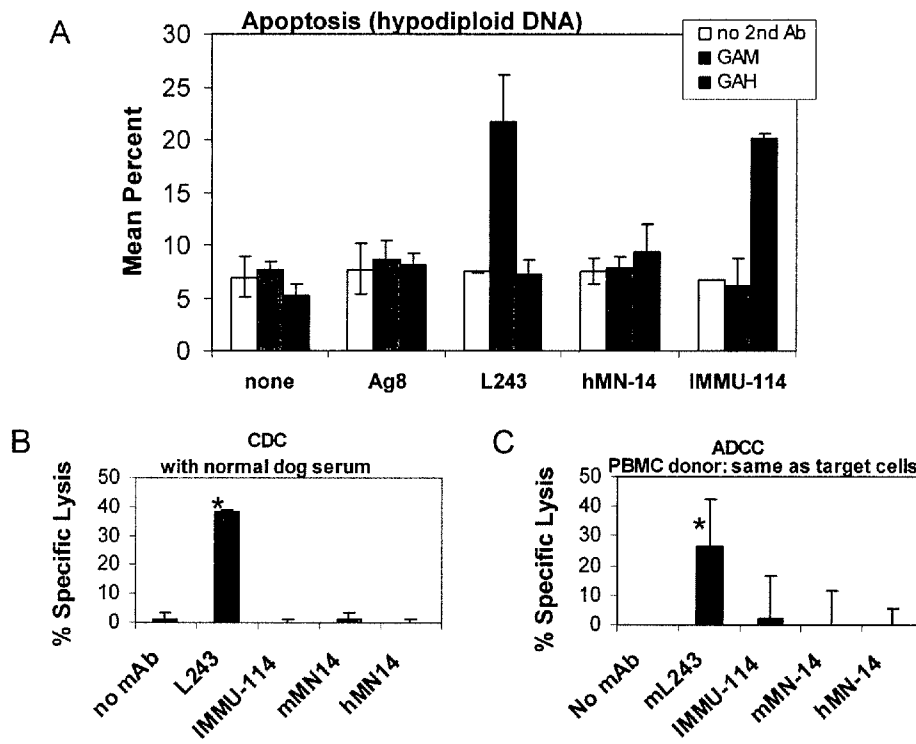 A
Apoptosis (hypodiploid DNA)
no 2nd Ab
GAM
GAH
30
25
20
15
10
5
0
Mean Percent
none
Ag8
L243
hMN-14
IMMU-114
B
CDC
with normal dog serum
50
40
30
20
10
0
% Specific Lysis
*
no mAb
L243
IMMU-114
mMN14
hMN14
C
ADCC
PBMC donor: same as target cells
50
40
30
20
10
0
% Specific Lysis
*
No mAb
mL243
IMMU-114
mMN-14
hMN-14